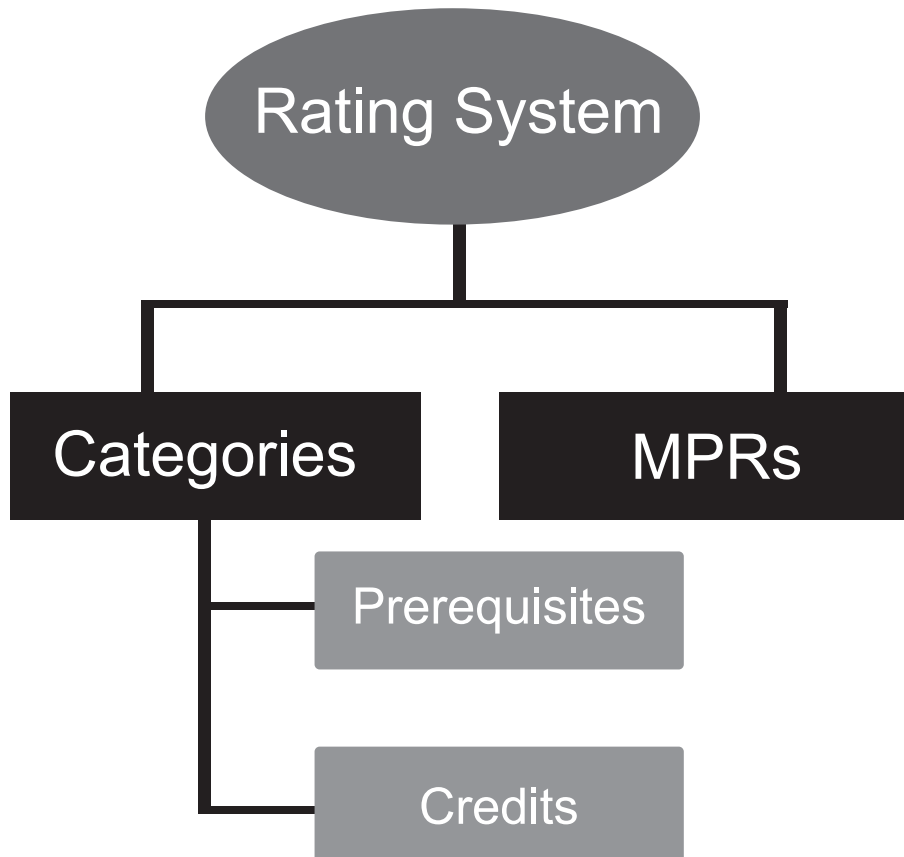 Rating System
Categories
MPRs
Prerequisites
Credits